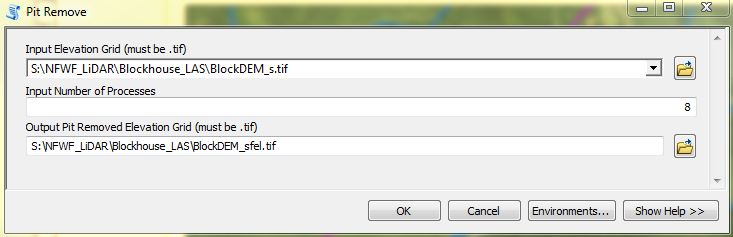 Pit Remove
Input Elevation Grid (must be .tif)
S:\NFWF_LiDAR\Blockhouse_LAS\BlockDEM_s.tif
Input Number of Processes
8
Output Pit Removed Elevation Grid (must be .tif)
S:\NFWF_LiDAR\Blockhouse_LAS\BlockDEM_sfel.tif
OK
Cancel
Environments...
Show Help >>